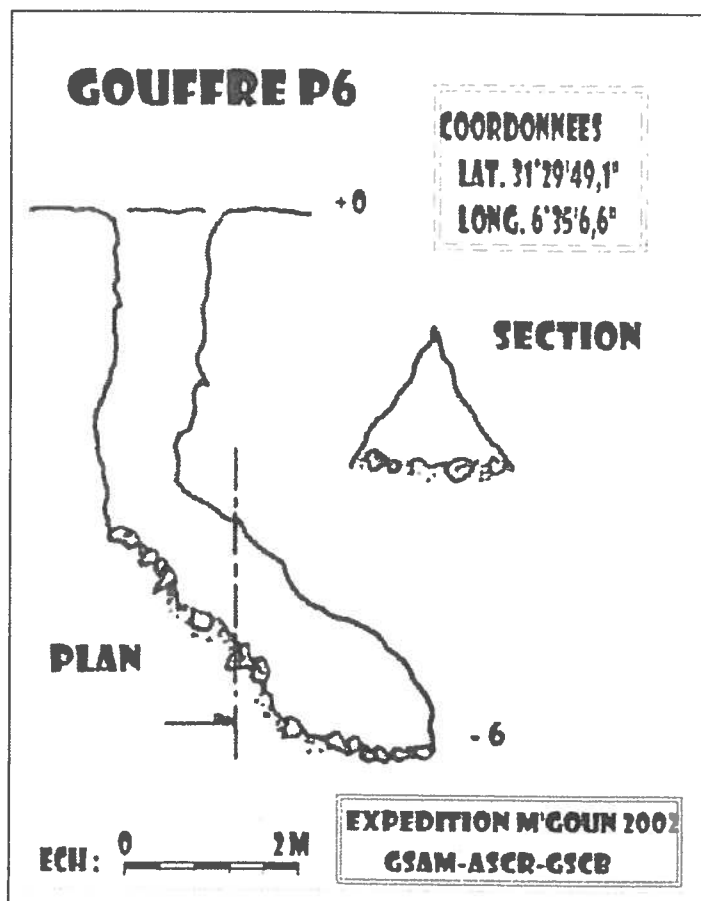 GOUFFRE P6
COORDONNEES
LAT. 31°29'49,1"
LONG. 6°35'6,6"
+0
SECTION
PLAN
- 6
ECH : 0 2M
EXPEDITION M'GOUN 2002
GSAM-ASCR-GSCB